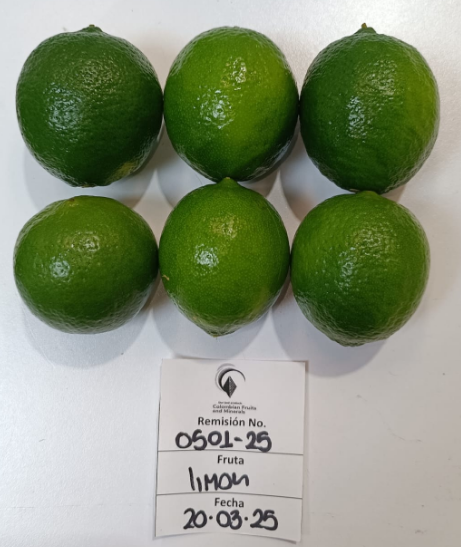 Colombian Fruits
and Minerals
Remisión No.
0501-25
Fruta
limon
Fecha
20.03.25